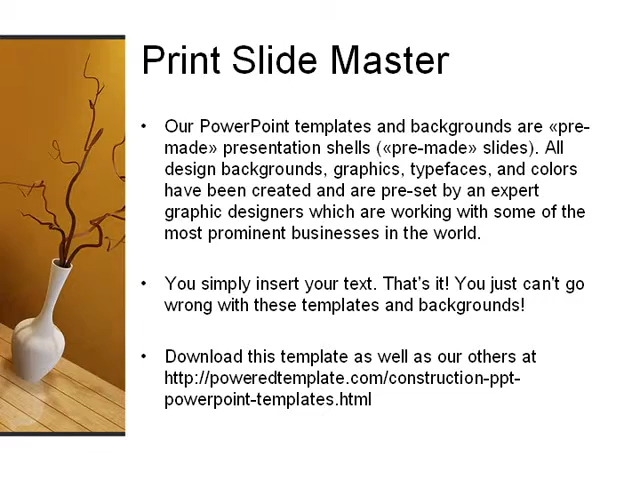 Print Slide Master
• Our PowerPoint templates and backgrounds are «pre-
made» presentation shells («pre-made» slides). All
design backgrounds, graphics, typefaces, and colors
have been created and are pre-set by an expert
graphic designers which are working with some of the
most prominent businesses in the world.
• You simply insert your text. That's it! You just can't go
wrong with these templates and backgrounds!
• Download this template as well as our others at
http://poweredtemplate.com/construction-ppt-
powerpoint-templates.html